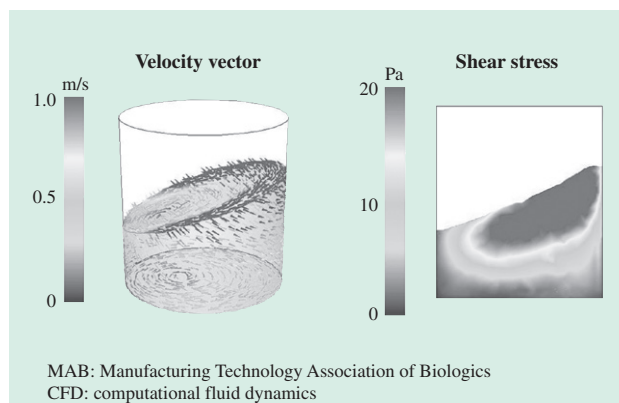 Velocity vector
m/s
1.0
0.5
0
Shear stress
Pa
20
10
0
MAB: Manufacturing Technology Association of Biologics
CFD: computational fluid dynamics